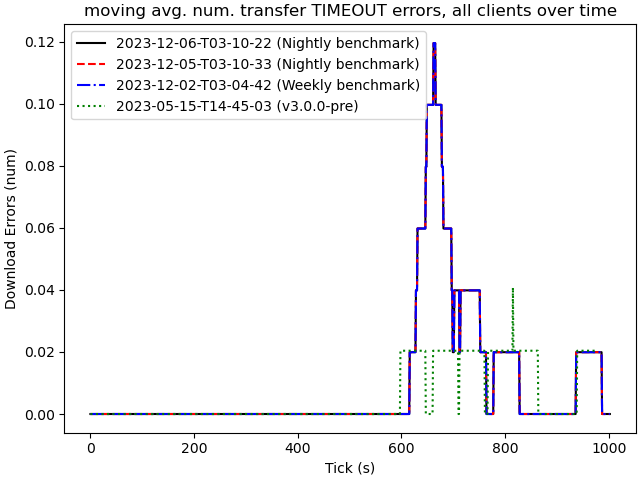 moving avg. num. transfer TIMEOUT errors, all clients over time
2023-12-06-T03-10-22 (Nightly benchmark)
2023-12-05-T03-10-33 (Nightly benchmark)
2023-12-02-T03-04-42 (Weekly benchmark)
2023-05-15-T14-45-03 (v3.0.0-pre)
Download Errors (num)
0.12
0.10
0.08
0.06
0.04
0.02
0.00
0 200 400 600 800 1000
Tick (s)